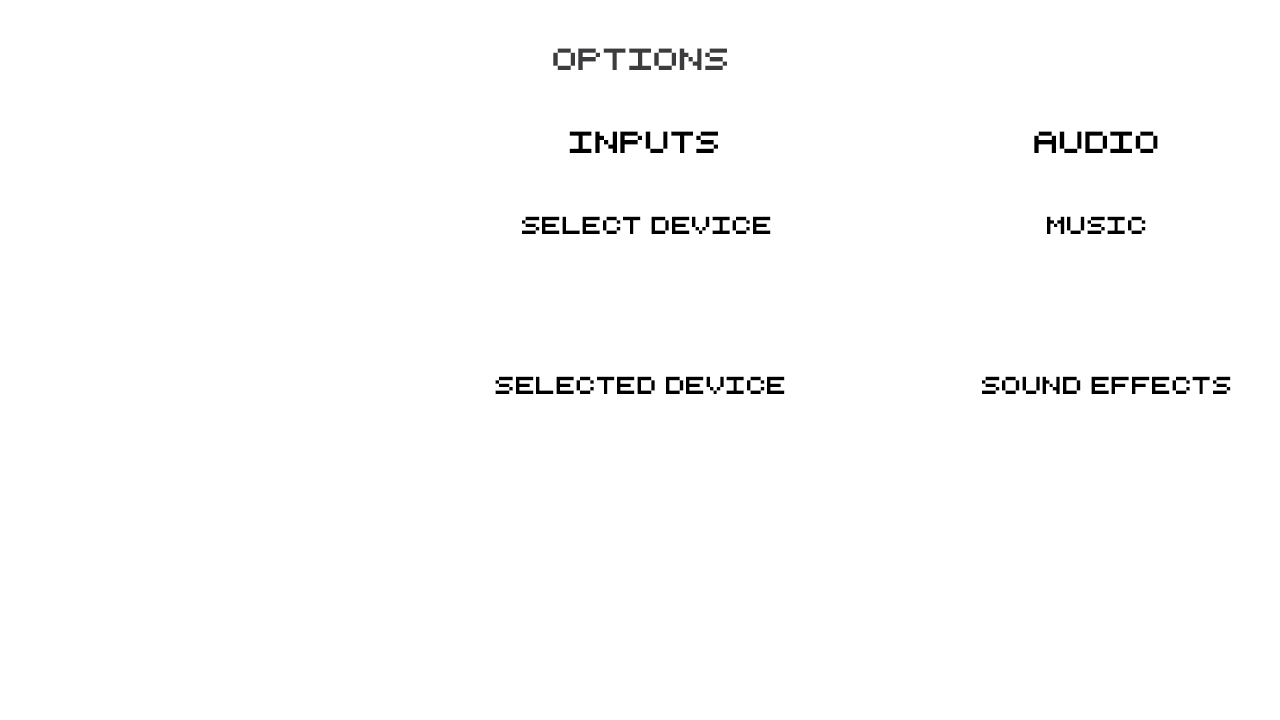 OPTIONS
INPUTS
AUDIO
SELECT DEVICE
MUSIC
SELECTED DEVICE
SOUND EFFECTS